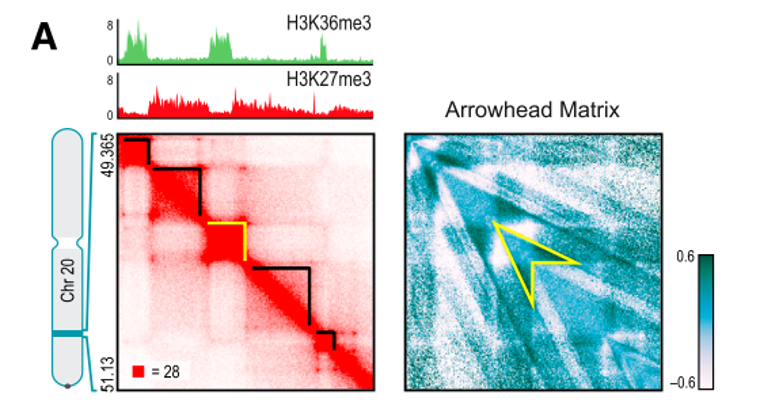 A
H3K36me3
8
0
H3K27me3
8
0
Arrowhead Matrix
49.365
Chr 20
51.13
= 28
0.6
–0.6